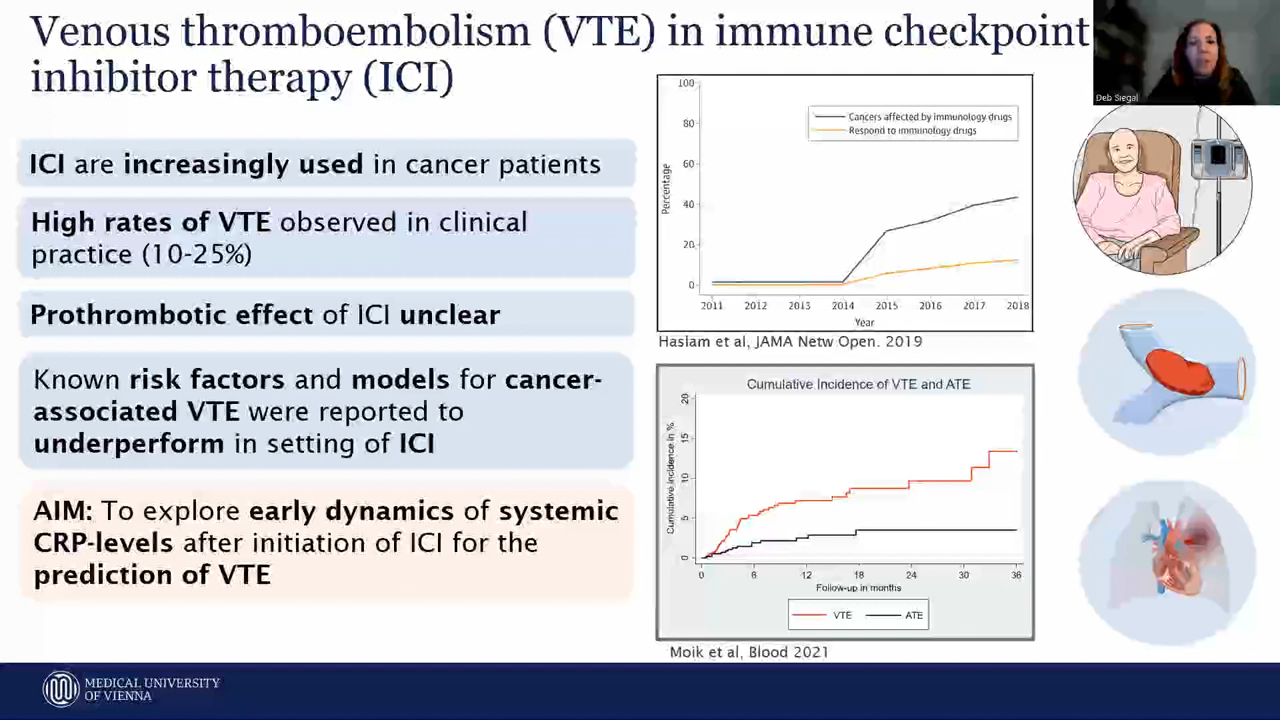 Venous thromboembolism (VTE) in immune checkpoint
inhibitor therapy (ICI)
Deb Siegal
ICI are increasingly used in cancer patients
High rates of VTE observed in clinical
practice (10-25%)
Prothrombotic effect of ICI unclear
Known risk factors and models for cancer-
associated VTE were reported to
underperform in setting of ICI
AIM: To explore early dynamics of systemic
CRP-levels after initiation of ICI for the
prediction of VTE
100
80
60
40
20
0
Percentage
Cancers affected by immunology drugs
Respond to immunology drugs
2011 2012 2013 2014 2015 2016 2017 2018
Year
Haslam et al, JAMA Netw Open. 2019
Cumulative Incidence of VTE and ATE
20
15
10
5
0
Cumulative incidence in %
0 6 12 18 24 30 36
Follow-up in months
VTE ATE
Moik et al, Blood 2021
MEDICAL UNIVERSITY
OF VIENNA